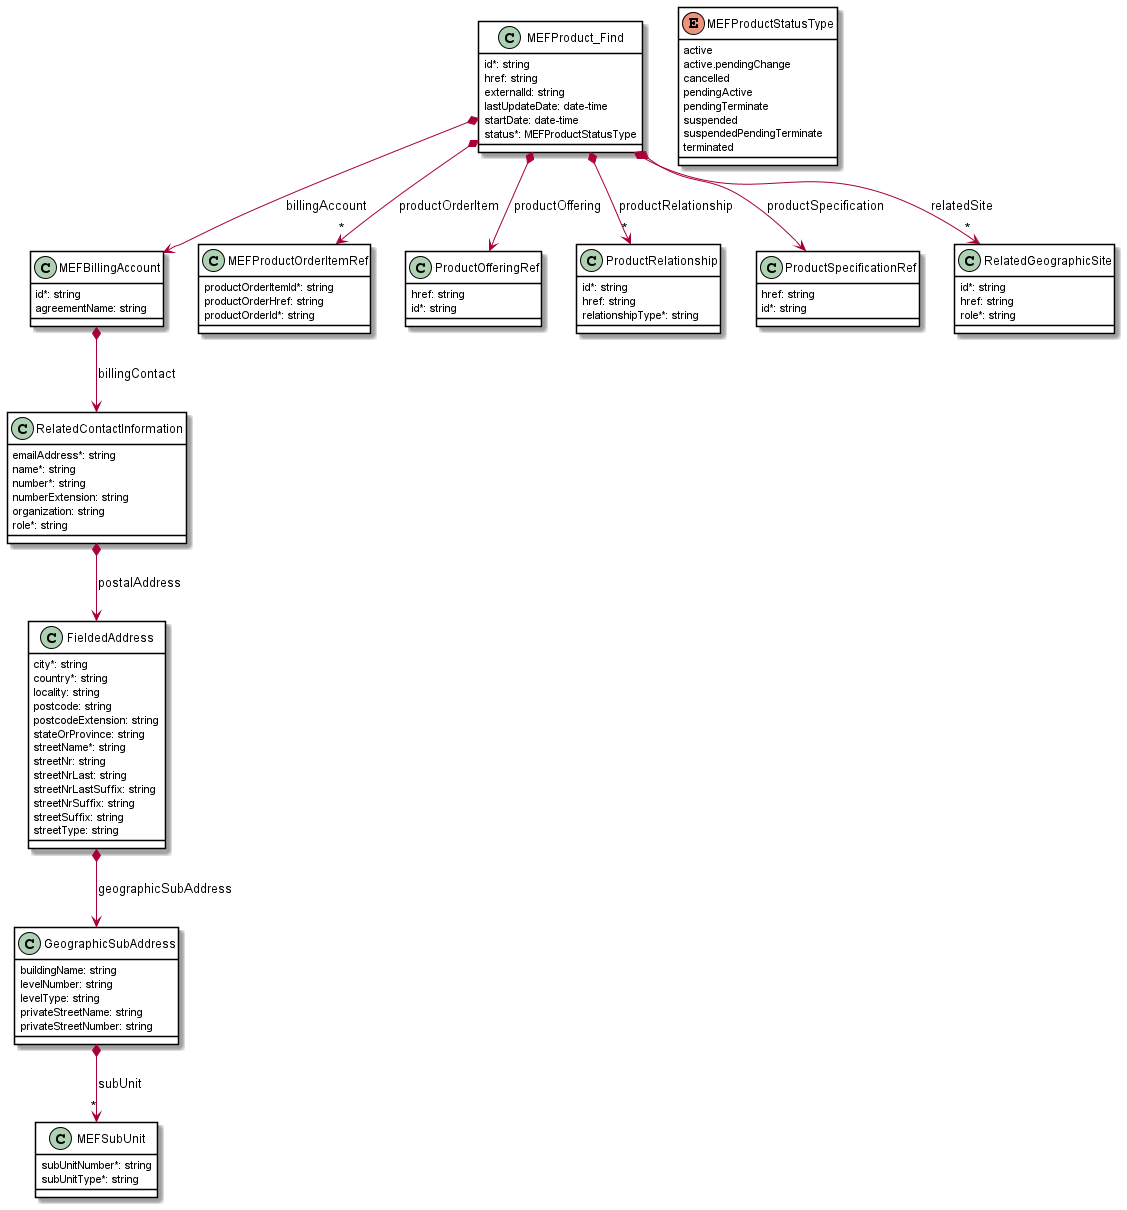 C MEFProduct_Find
id*: string
href: string
externalId: string
lastUpdateDate: date-time
startDate: date-time
status*: MEFProductStatusType
E MEFProductStatusType
active
active.pendingChange
cancelled
pendingActive
pendingTerminate
suspended
suspendedPendingTerminate
terminated
billingAccount
productOrderItem
*
productOffering
productRelationship
*
productSpecification
relatedSite
*
C MEFBillingAccount
id*: string
agreementName: string
C MEFProductOrderItemRef
productOrderItemId*: string
productOrderHref: string
productOrderId*: string
C ProductOfferingRef
href: string
id*: string
C ProductRelationship
id*: string
href: string
relationshipType*: string
C ProductSpecificationRef
href: string
id*: string
C RelatedGeographicSite
id*: string
href: string
role*: string
billingContact
C RelatedContactInformation
emailAddress*: string
name*: string
number*: string
numberExtension: string
organization: string
role*: string
postalAddress
C FieldedAddress
city*: string
country*: string
locality: string
postcode: string
postcodeExtension: string
stateOrProvince: string
streetName*: string
streetNr: string
streetNrLast: string
streetNrLastSuffix: string
streetNrSuffix: string
streetSuffix: string
streetType: string
geographicSubAddress
C GeographicSubAddress
buildingName: string
levelNumber: string
levelType: string
privateStreetName: string
privateStreetNumber: string
subUnit
*
C MEFSubUnit
subUnitNumber*: string
subUnitType*: string